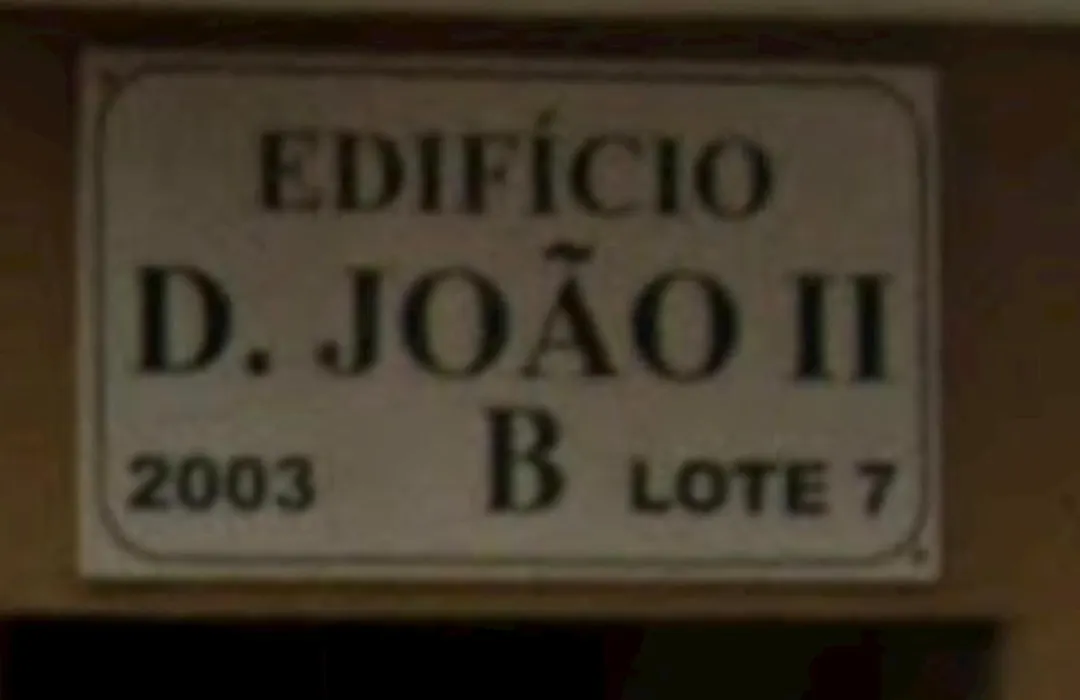 EDIFÍCIO
D. JOÃO II
B
2003 LOTE 7